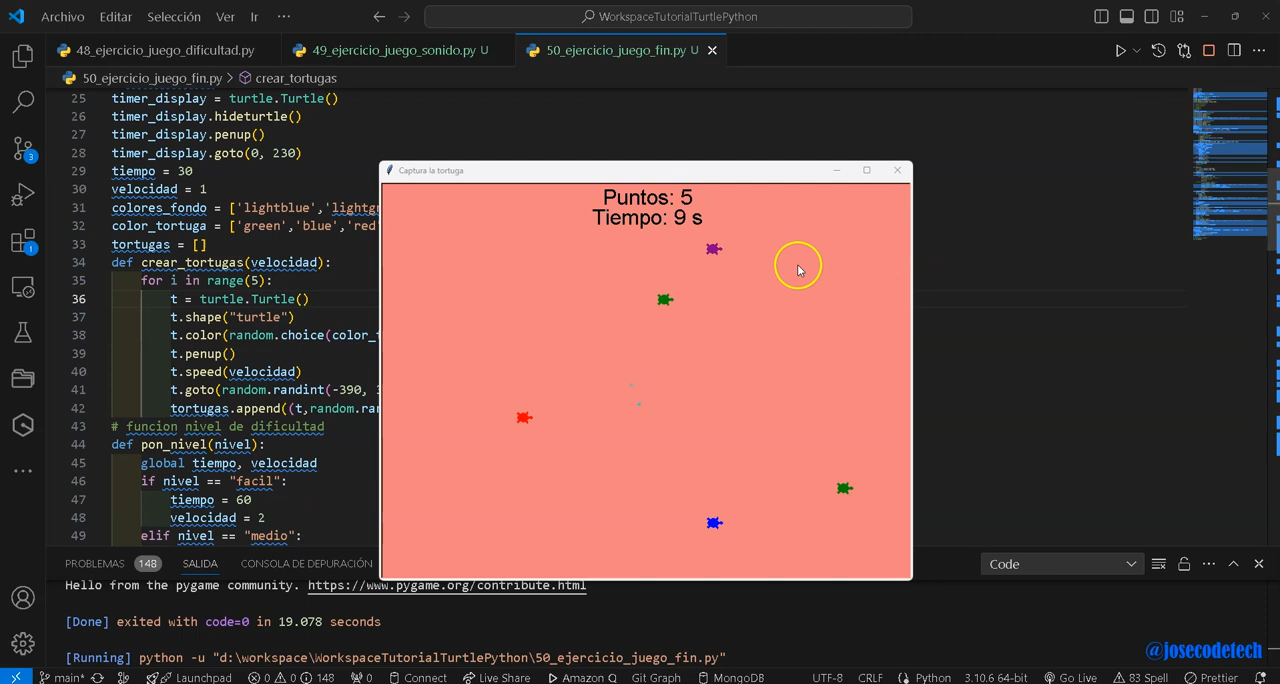 Archivo Editar Selección Ver Ir ···
WorkspaceTutorialTurtlePython
48_ejercicio_juego_dificultad.py
49_ejercicio_juego_sonido.py U
50_ejercicio_juego_fin.py U
50_ejercicio_juego_fin.py > crear_tortugas
25 timer_display = turtle.Turtle()
26 timer_display.hideturtle()
27 timer_display.penup()
28 timer_display.goto(0, 230)
29 tiempo = 30
30 velocidad = 1
31 colores_fondo = ['lightblue','lightgr
32 color_tortuga = ['green','blue','red
33 tortugas = []
34 def crear_tortugas(velocidad):
35 for i in range(5):
36 t = turtle.Turtle()
37 t.shape("turtle")
38 t.color(random.choice(color_t
39 t.penup()
40 t.speed(velocidad)
41 t.goto(random.randint(-390,
42 tortugas.append((t,random.rar
43 # funcion nivel de dificultad
44 def pon_nivel(nivel):
45 global tiempo, velocidad
46 if nivel == "facil":
47 tiempo = 60
48 velocidad = 2
49 elif nivel == "medio":
Captura la tortuga
Puntos: 5
Tiempo: 9 s
3
1
PROBLEMAS 148 SALIDA CONSOLA DE DEPURACIÓN
Code
Hello from the pygame community. https://www.pygame.org/contribute.html
[Done] exited with code=0 in 19.078 seconds
[Running] python -u "d:\workspace\WorkspaceTutorialTurtlePython\50_ejercicio_juego_fin.py"
@josecodetech
main* Launchpad 0 0 148 0 Connect Live Share Amazon Q Git Graph MongoDB UTF-8 CRLF Python 3.10.6 64-bit Go Live 83 Spell Prettier